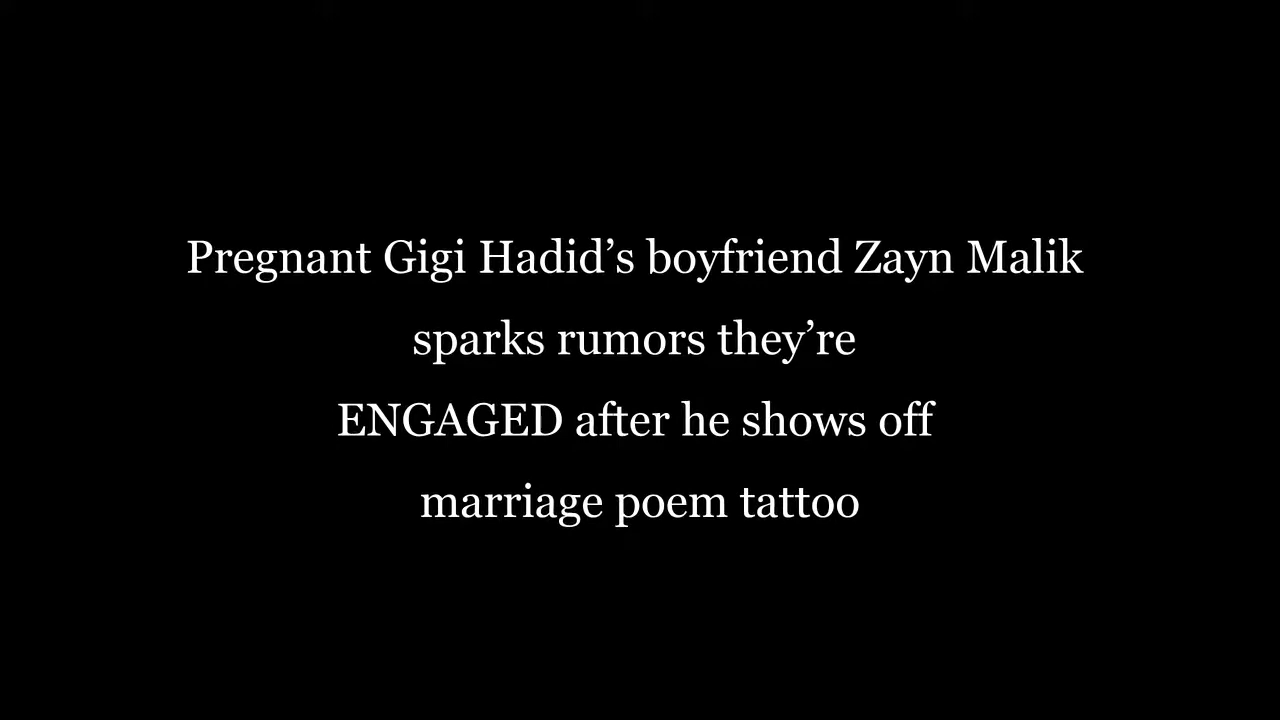 Pregnant Gigi Hadid’s boyfriend Zayn Malik
sparks rumors they’re
ENGAGED after he shows off
marriage poem tattoo